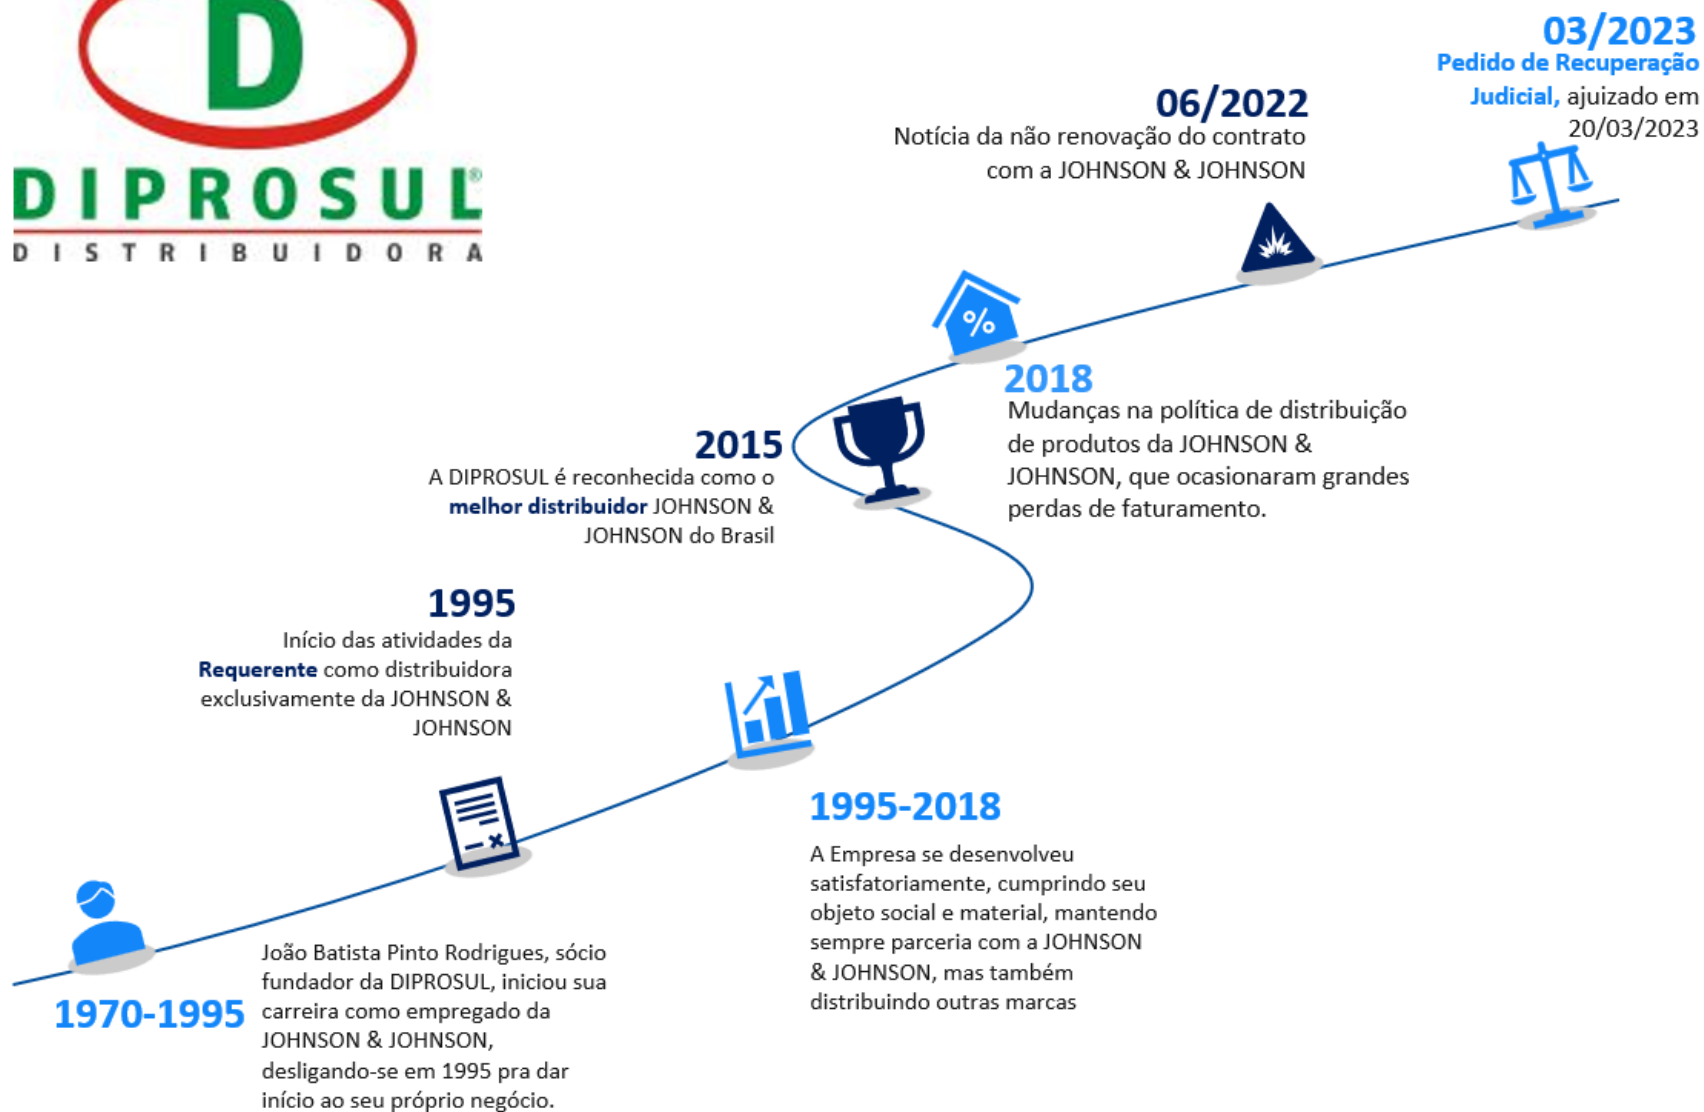 D
DIPROSUL®
DISTRIBUIDORA
03/2023
Pedido de Recuperação
Judicial, ajuizado em
20/03/2023
06/2022
Notícia da não renovação do contrato
com a JOHNSON & JOHNSON
%
2018
Mudanças na política de distribuição
de produtos da JOHNSON &
JOHNSON, que ocasionaram grandes
perdas de faturamento.
2015
A DIPROSUL é reconhecida como o
melhor distribuidor JOHNSON &
JOHNSON do Brasil
1995
Início das atividades da
Requerente como distribuidora
exclusivamente da JOHNSON &
JOHNSON
1995-2018
A Empresa se desenvolveu
satisfatoriamente, cumprindo seu
objeto social e material, mantendo
sempre parceria com a JOHNSON
& JOHNSON, mas também
distribuindo outras marcas
1970-1995
João Batista Pinto Rodrigues, sócio
fundador da DIPROSUL, iniciou sua
carreira como empregado da
JOHNSON & JOHNSON,
desligando-se em 1995 pra dar
início ao seu próprio negócio.